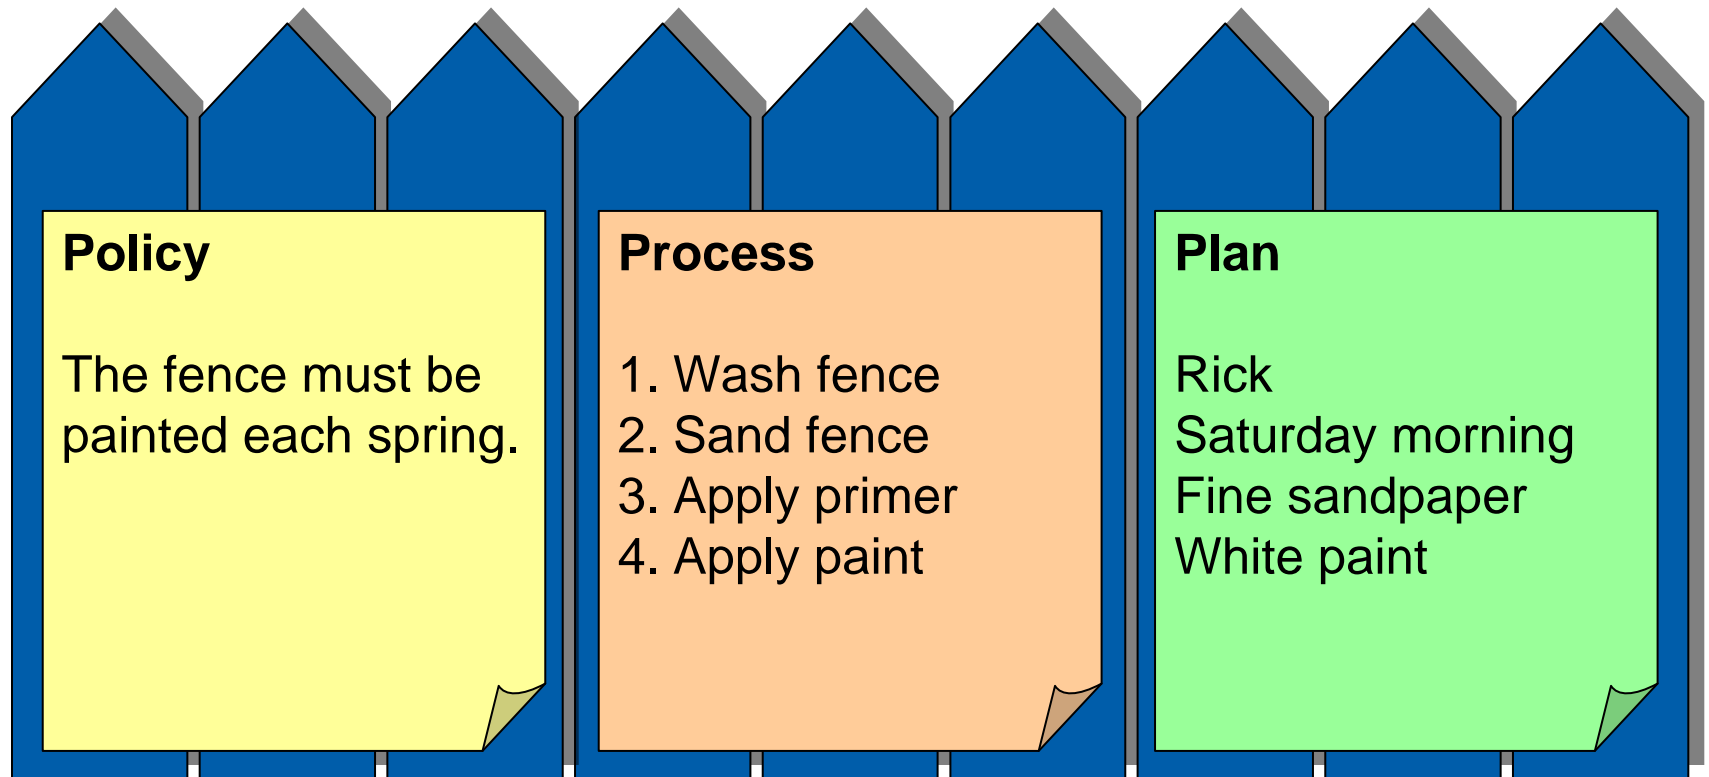 Policy
The fence must be
painted each spring.
Process
1. Wash fence
2. Sand fence
3. Apply primer
4. Apply paint
Plan
Rick
Saturday morning
Fine sandpaper
White paint